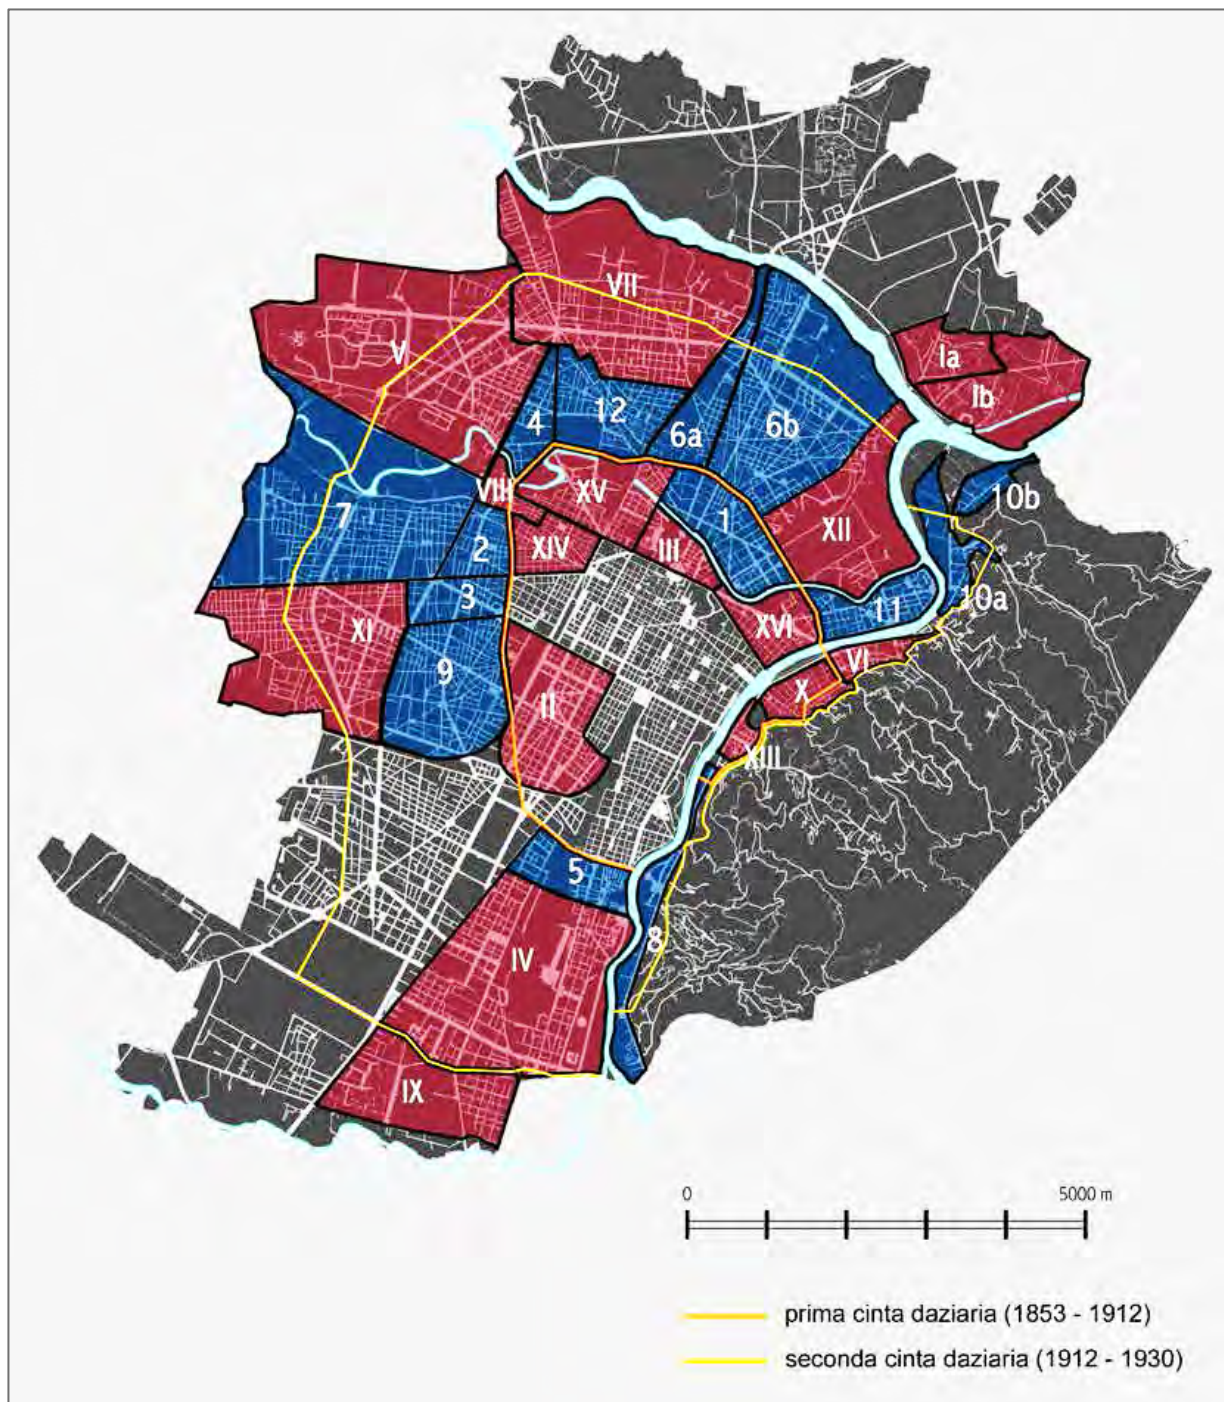 VII
Ia
V
Ib
4
12
6a
6b
VIII
XV
10b
7
1
XII
2
XIV
III
3
11
10a
XI
XVI
9
VI
II
X
XIII
5
8
IV
IX
0
5000 m
prima cinta daziaria (1853 - 1912)
seconda cinta daziaria (1912 - 1930)